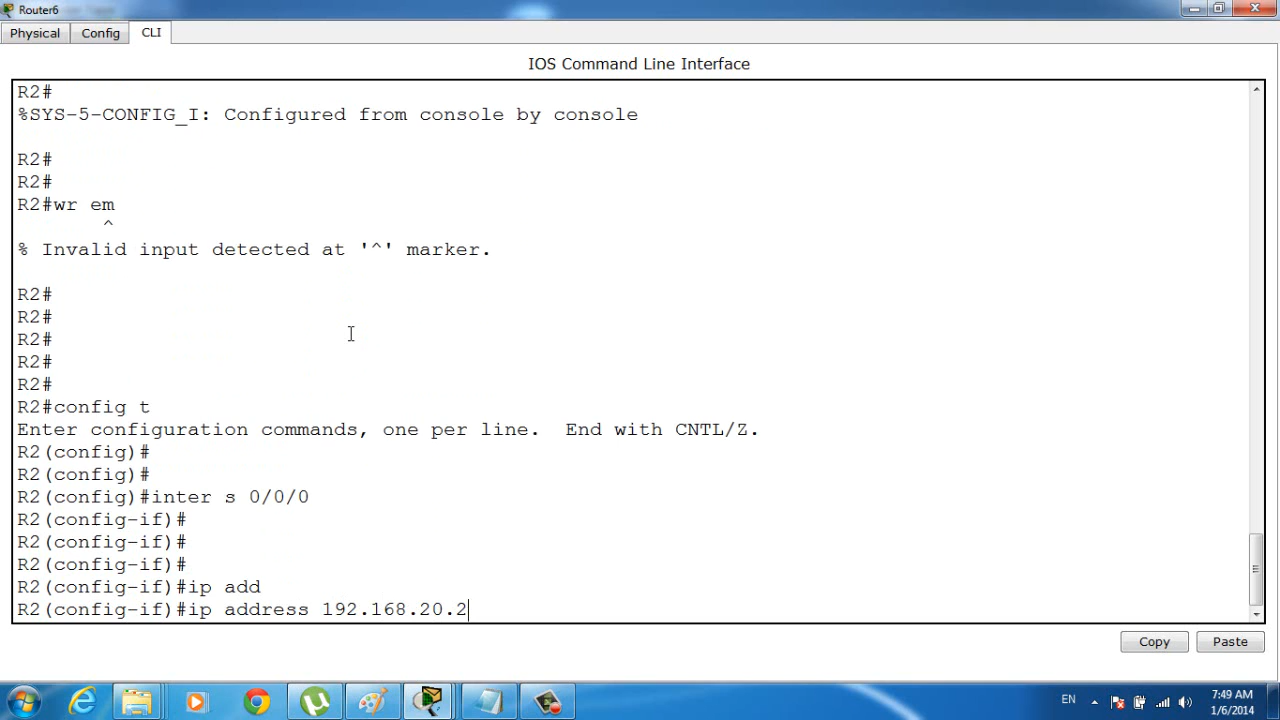 Router6
Physical Config CLI
IOS Command Line Interface
R2#
%SYS-5-CONFIG_I: Configured from console by console
R2#
R2#
R2#wr em
^
% Invalid input detected at '^' marker.
R2#
R2#
R2#
R2#
R2#
R2#config t
Enter configuration commands, one per line.  End with CNTL/Z.
R2(config)#
R2(config)#
R2(config)#inter s 0/0/0
R2(config-if)#
R2(config-if)#
R2(config-if)#
R2(config-if)#ip add
R2(config-if)#ip address 192.168.20.2
Copy Paste
EN
7:49 AM
1/6/2014